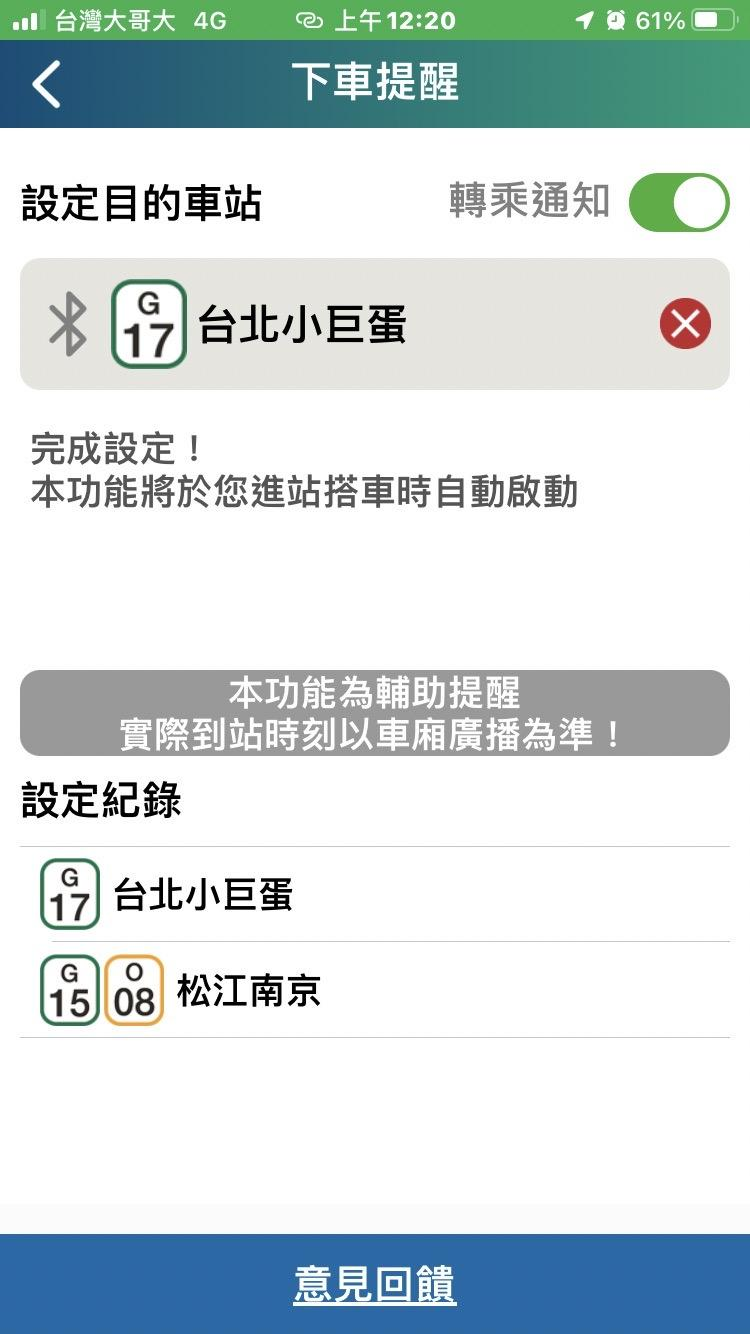 台灣大哥大 4G 上午12:20 61%
下車提醒
設定目的車站 轉乘通知
G 17 台北小巨蛋
完成設定！
本功能將於您進站搭車時自動啟動
本功能為輔助提醒
實際到站時刻以車廂廣播為準！
設定紀錄
G 17 台北小巨蛋
G 15 O 08 松江南京
意見回饋